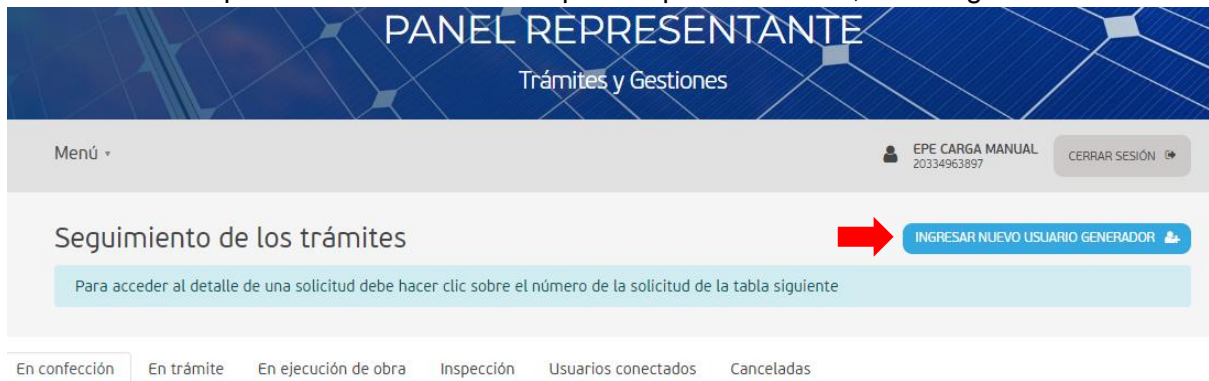 PANEL REPRESENTANTE
Trámites y Gestiones
Menú
EPE CARGA MANUAL
20334963897
CERRAR SESIÓN
Seguimiento de los trámites
INGRESAR NUEVO USUARIO GENERADOR
Para acceder al detalle de una solicitud debe hacer clic sobre el número de la solicitud de la tabla siguiente
En confección En trámite En ejecución de obra Inspección Usuarios conectados Canceladas